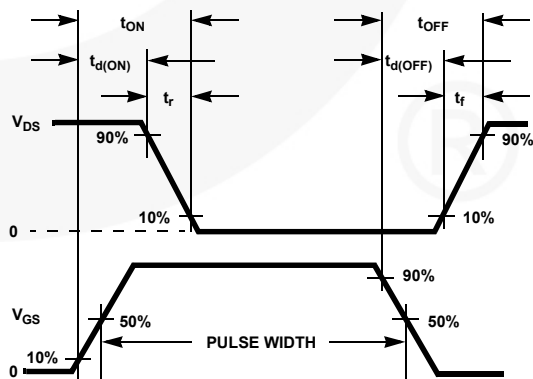 tON tOFF
td(ON) td(OFF)
tr tf
VDS
90% 90%
10% 10%
0
90%
VGS 50% PULSE WIDTH 50%
10%
0
®